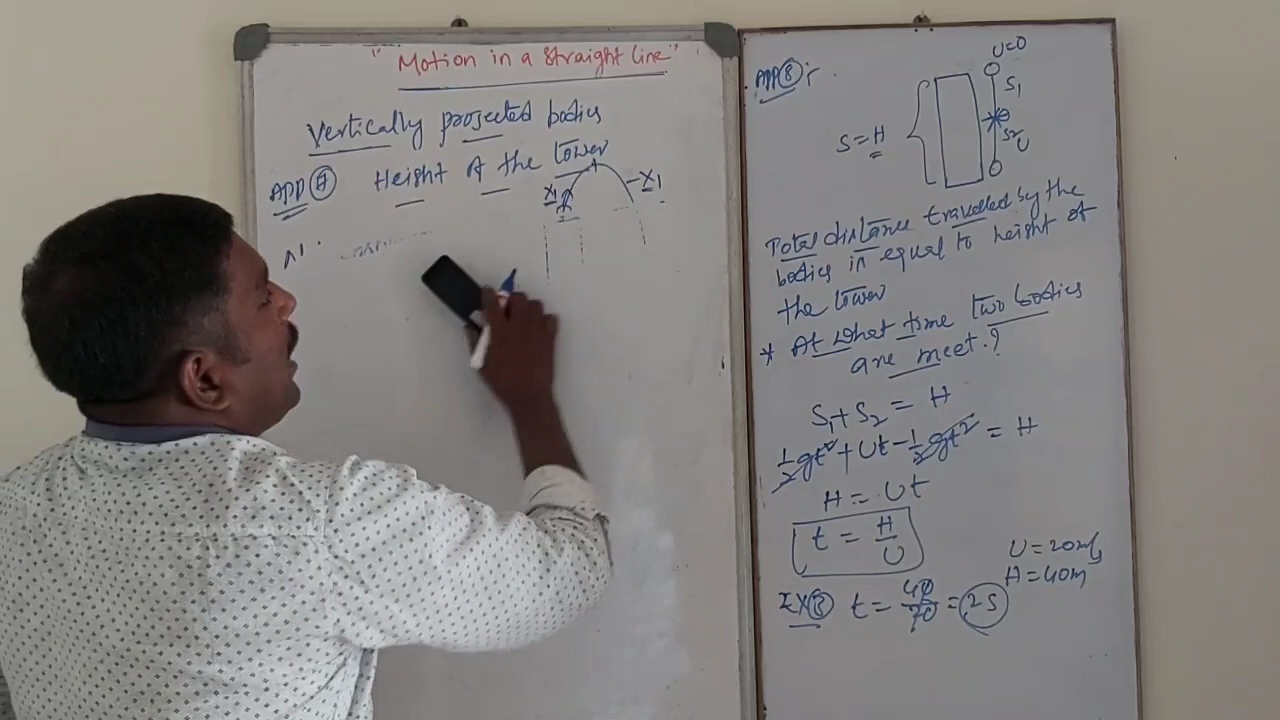 "Motion in a Straight line"
Vertically projected bodies
APP Height of the tower
X1
X1
APP 8 :-
U=0
S1
S=H
S2
U
Total distance travelled by the
bodies in equal to height of
the tower
* At what time two bodies
are meet.?
S1+S2 = H
1/2gt² + Ut - 1/2gt² = H
H = Ut
t = H/U
U=20m/s
H=40m
EX 8 t = 40/20 = 2S